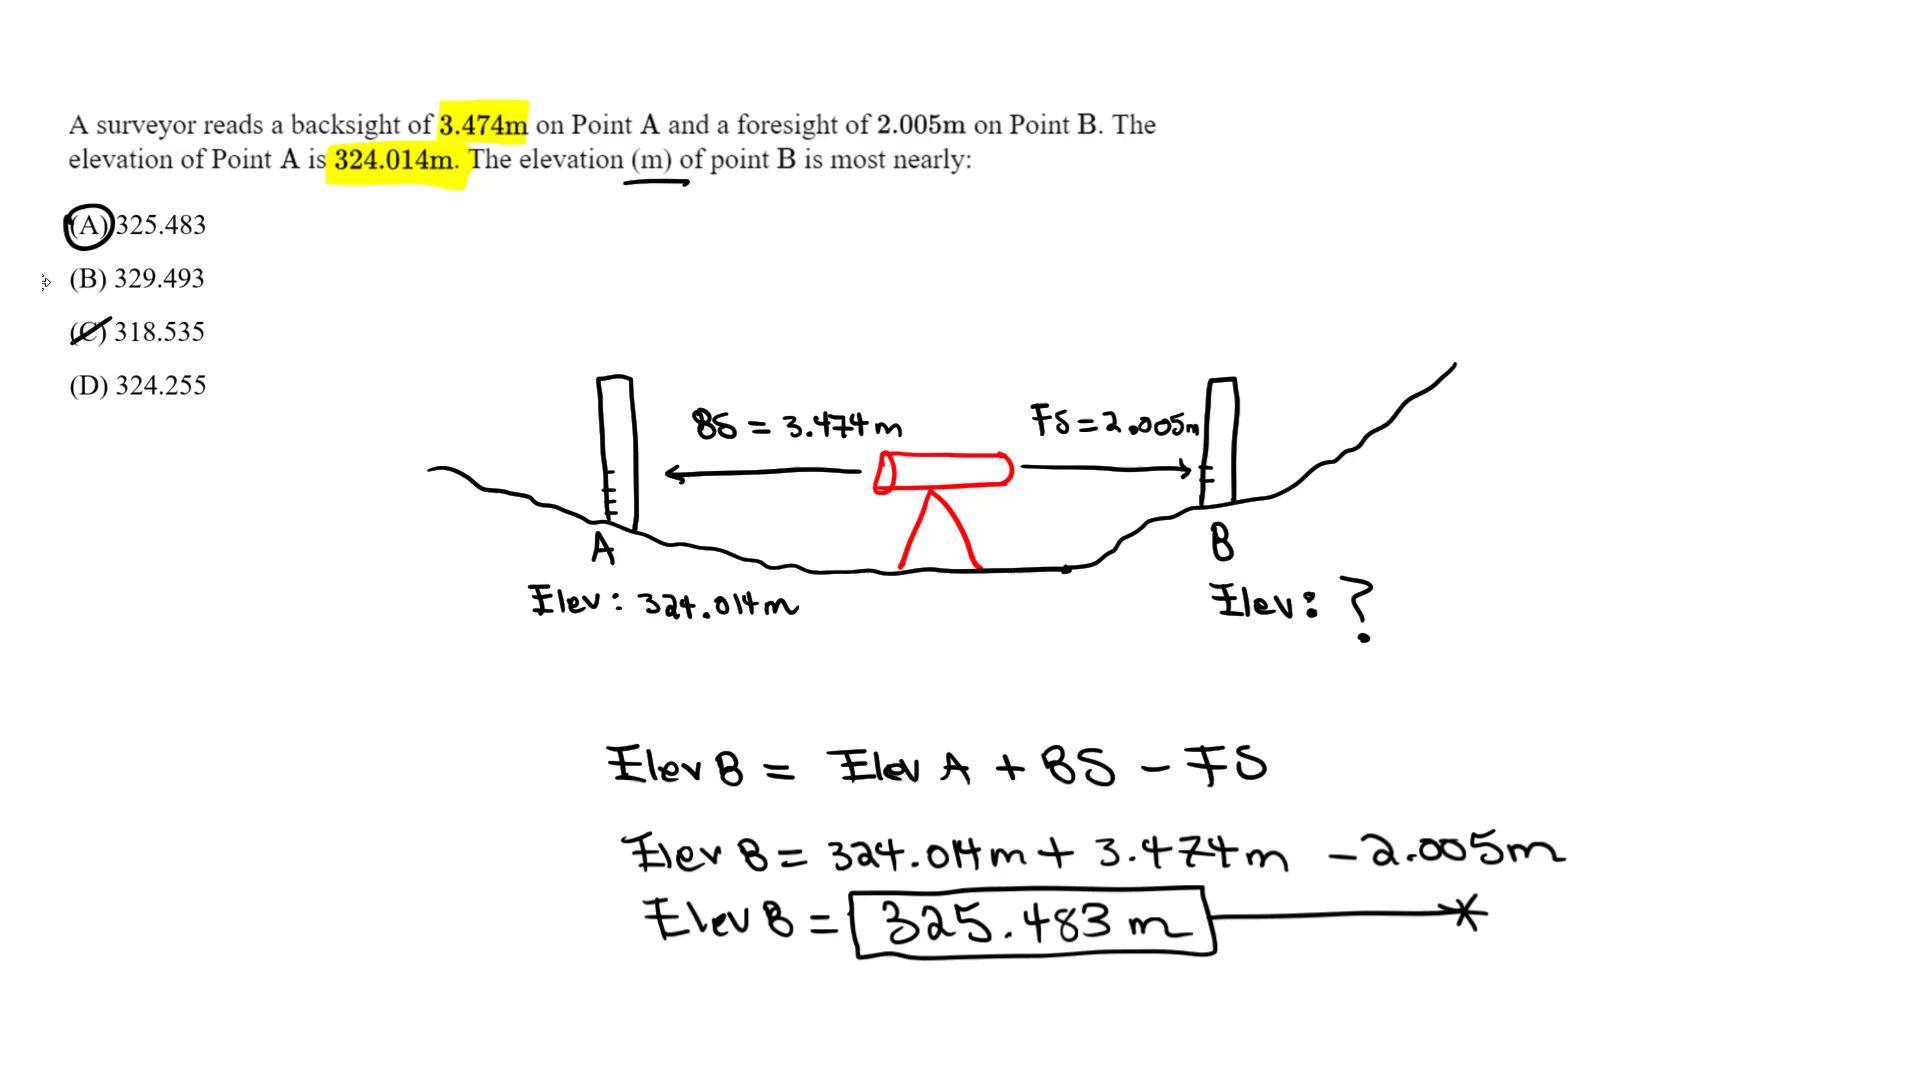 A surveyor reads a backsight of 3.474m on Point A and a foresight of 2.005m on Point B. The
elevation of Point A is 324.014m. The elevation (m) of point B is most nearly:
(A) 325.483
(B) 329.493
(C) 318.535
(D) 324.255
BS = 3.474m
FS = 2.005m
A
B
Elev: 324.014m
Elev: ?
Elev B = Elev A + BS - FS
Elev B = 324.014m + 3.474m - 2.005m
Elev B = 325.483 m